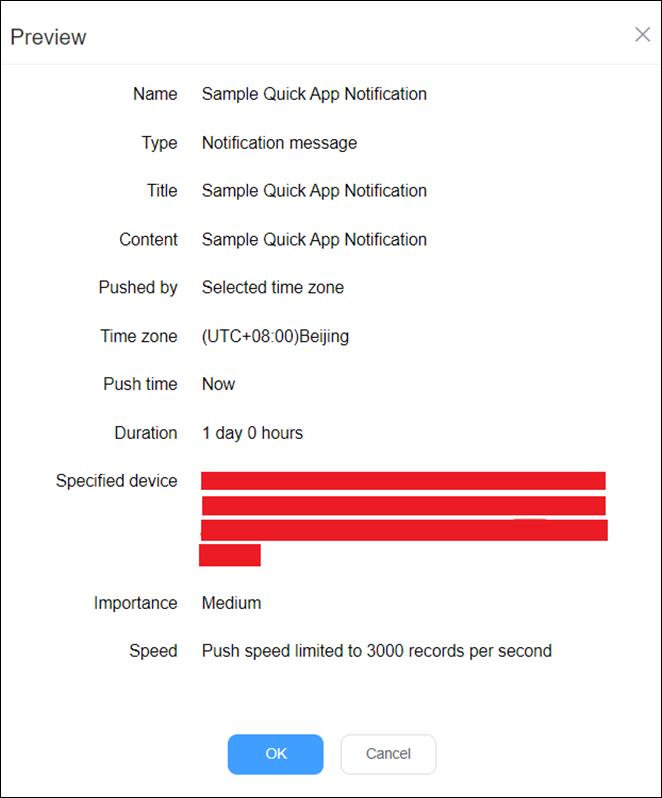 Preview
Name Sample Quick App Notification
Type Notification message
Title Sample Quick App Notification
Content Sample Quick App Notification
Pushed by Selected time zone
Time zone (UTC+08:00)Beijing
Push time Now
Duration 1 day 0 hours
Specified device
Importance Medium
Speed Push speed limited to 3000 records per second
OK Cancel